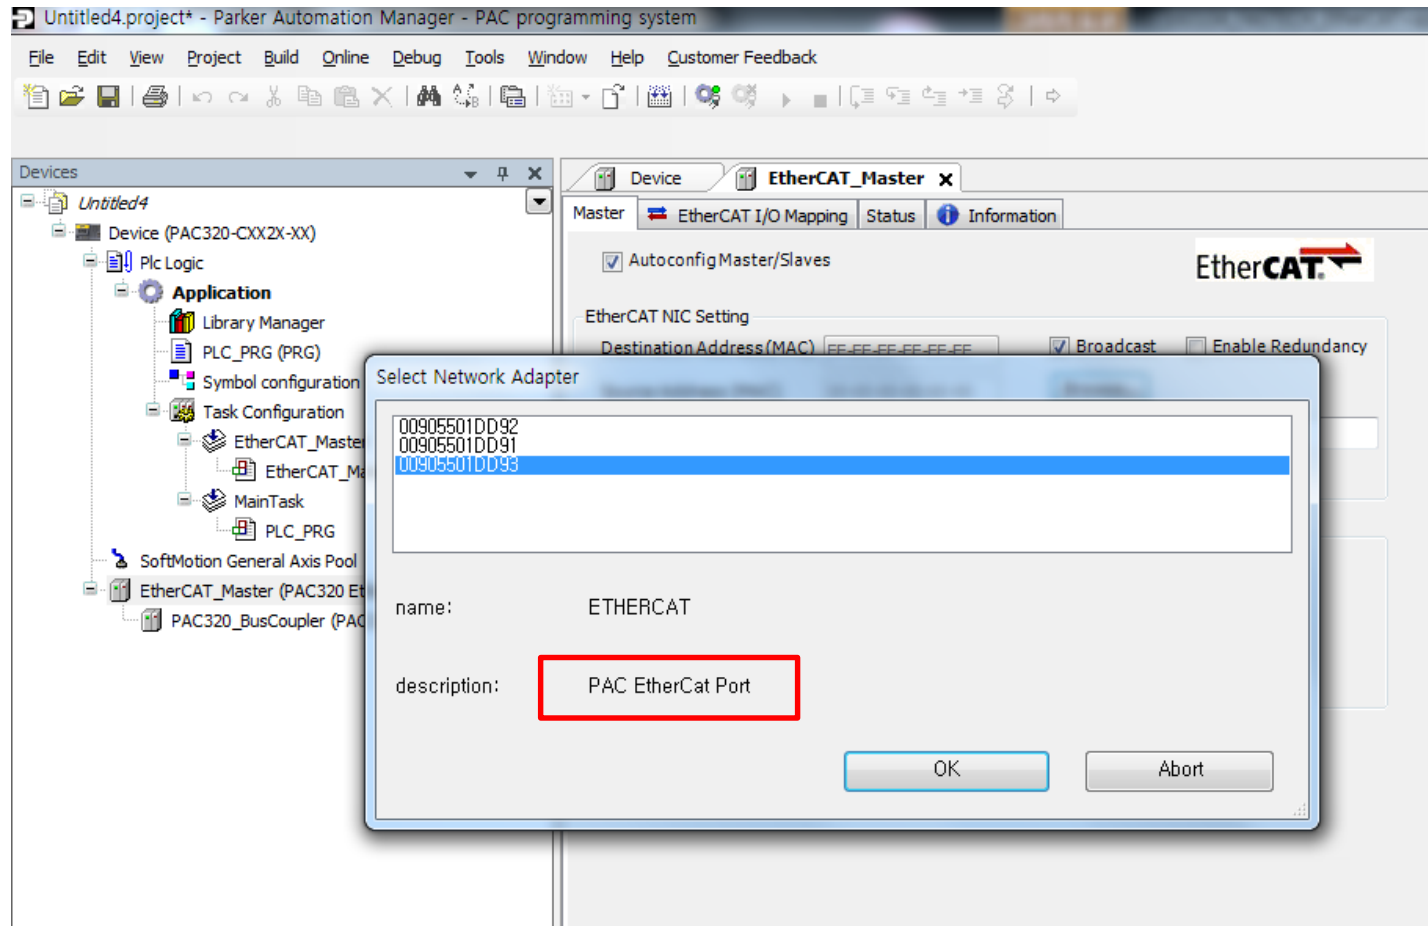 Untitled4.project* - Parker Automation Manager - PAC programming system
File Edit View Project Build Online Debug Tools Window Help Customer Feedback
Devices
Untitled4
Device (PAC320-CXX2X-XX)
Plc Logic
Application
Library Manager
PLC_PRG (PRG)
Symbol configuration
Task Configuration
EtherCAT_Master
EtherCAT_Ma
MainTask
PLC_PRG
SoftMotion General Axis Pool
EtherCAT_Master (PAC320 Et
PAC320_BusCoupler (PAC
Device EtherCAT_Master
Master EtherCAT I/O Mapping Status Information
Autoconfig Master/Slaves
EtherCAT.
EtherCAT NIC Setting
Destination Address (MAC) FF-FF-FF-FF-FF-FF Broadcast Enable Redundancy
Select Network Adapter
00905501DD92
00905501DD91
00905501DD93
name: ETHERCAT
description: PAC EtherCat Port
OK Abort